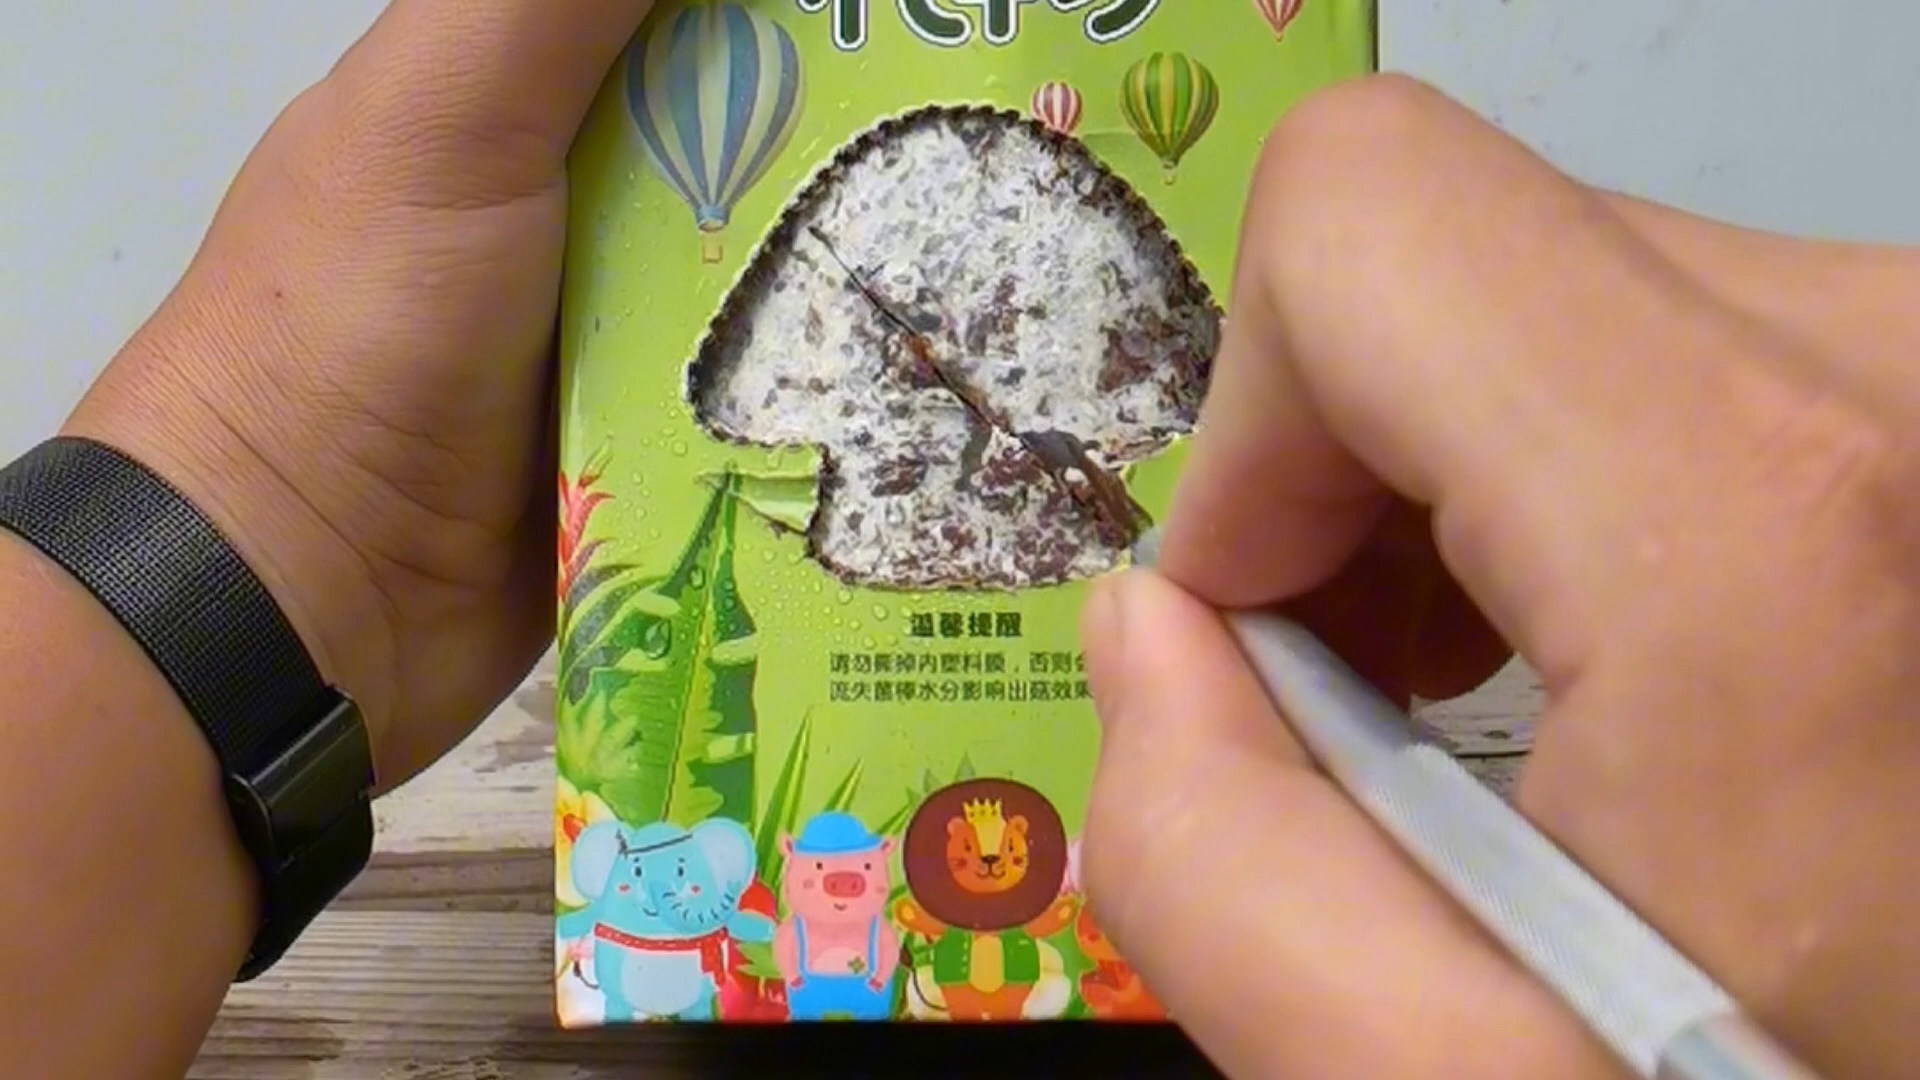 温馨提醒
请勿撕掉内塑料膜，否则会
流失菌棒水分影响出菇效果